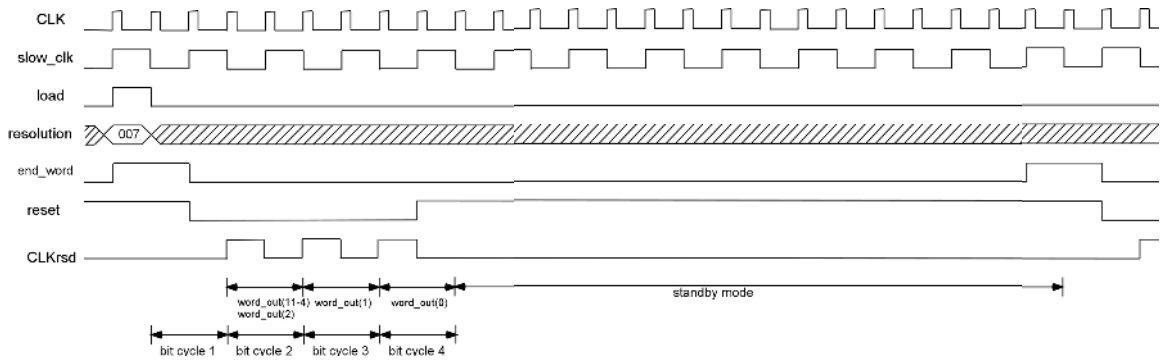 CLK
slow_clk
load
resolution 007
end_word
reset
CLKrsd
word_out(11-4) word_out(1) word_out(0) standby mode
word_out(2)
bit cycle 1 bit cycle 2 bit cycle 3 bit cycle 4